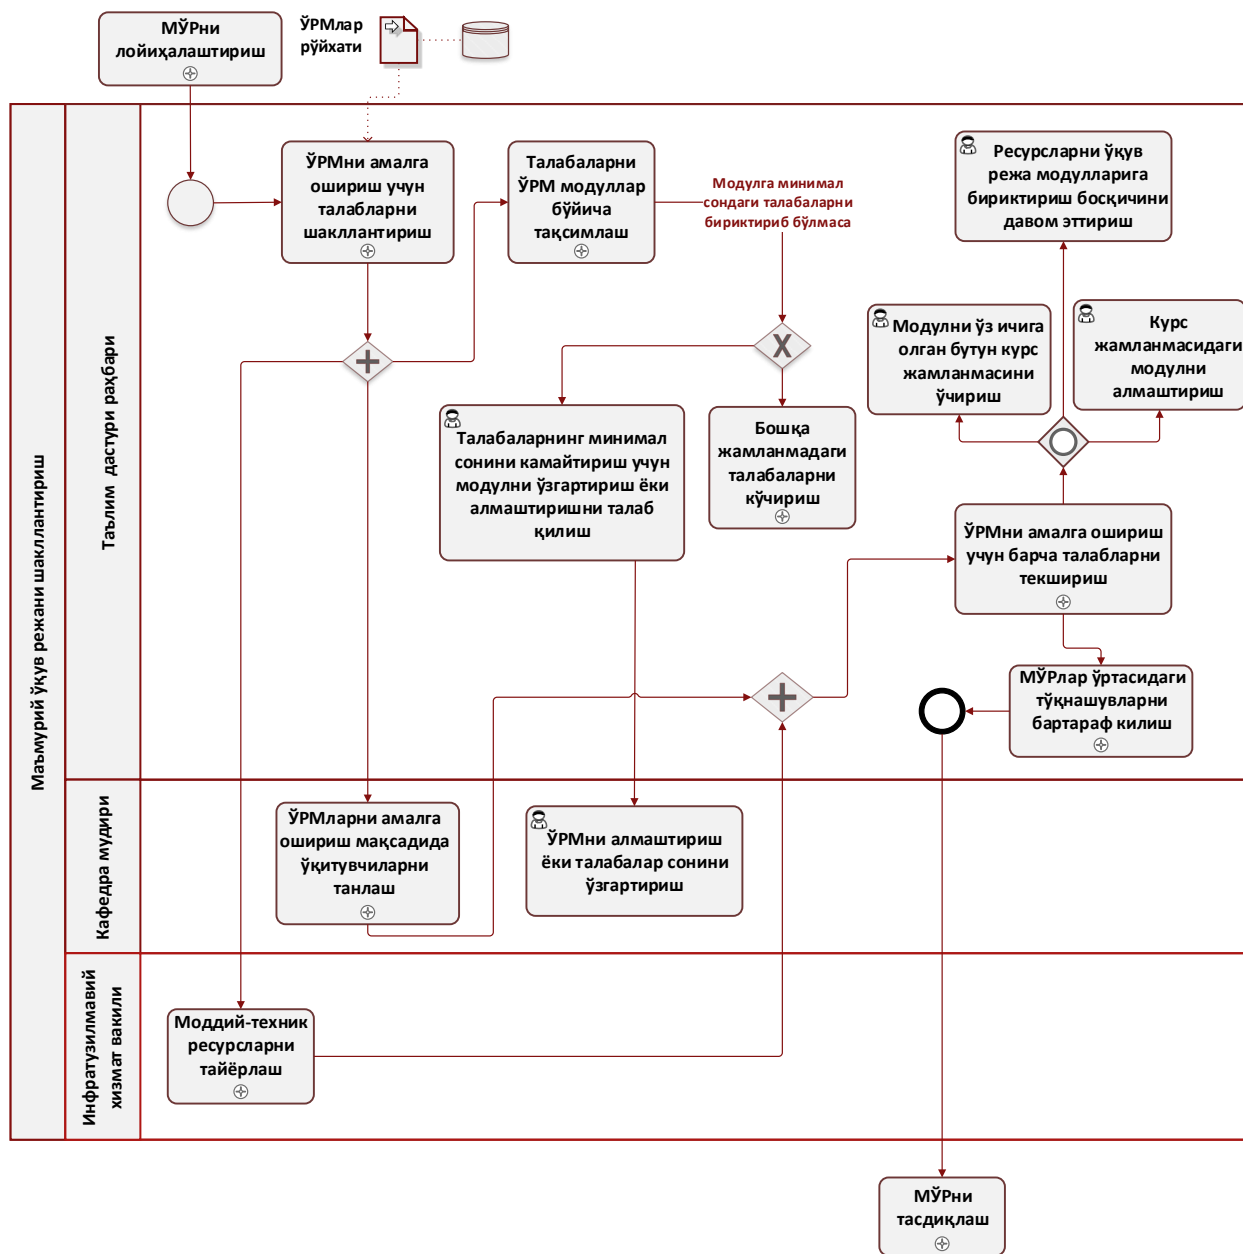 МЎРни
лойиҳалаштириш
ЎРМлар
рўйхати
Маъмурий ўқув режани шакллантириш
Таълим дастури раҳбари
ЎРМни амалга
ошириш учун
талабларни
шакллантириш
Талабаларни
ЎРМ модуллар
бўйича
тақсимлаш
Модулга минимал
сондаги талабаларни
бириктириб бўлмаса
Ресурсларни ўқув
режа модулларига
бириктириш босқичини
давом эттириш
Модулни ўз ичига
олган бутун курс
жамланмасини
ўчириш
Курс
жамланмасидаги
модулни
алмаштириш
X
Талабаларнинг минимал
сонини камайтириш учун
модулни ўзгартириш ёки
алмаштиришни талаб
қилиш
Бошқа
жамланмадаги
талабаларни
кўчириш
ЎРМни амалга ошириш
учун барча талабларни
текшириш
МЎРлар ўртасидаги
тўқнашувларни
бартараф килиш
Кафедра мудири
ЎРМларни амалга
ошириш мақсадида
ўқитувчиларни
танлаш
ЎРМни алмаштириш
ёки талабалар сонини
ўзгартириш
Инфратузилмавий
хизмат вакили
Моддий-техник
ресурсларни
тайёрлаш
МЎРни
тасдиқлаш